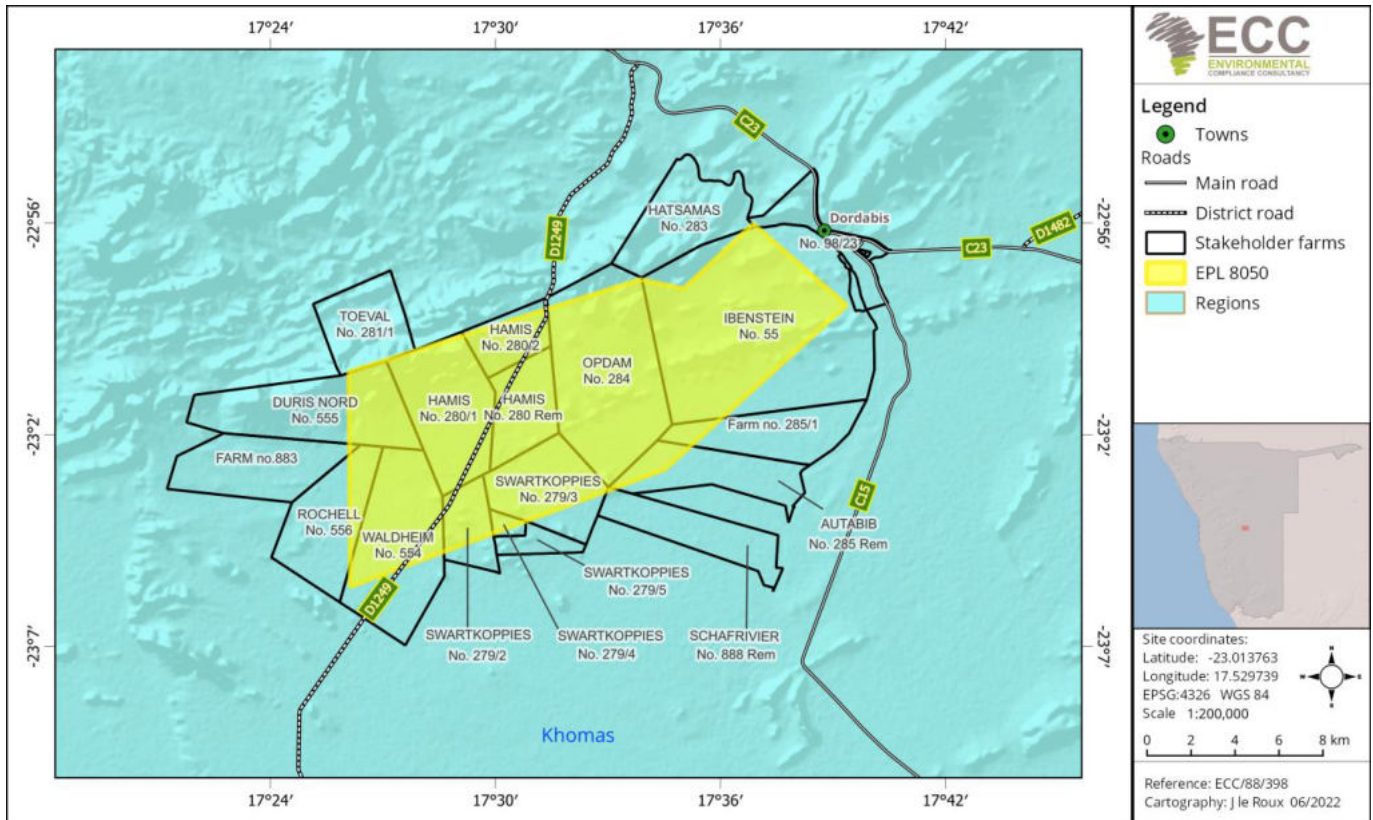 17°24'
17°30'
17°36'
17°42'
-22°56'
-23°2'
-23°7'
C23
D1249
HATSAMAS
No. 283
Dordabis
No. 98/23
C23
D1482
-22°56'
TOEVAL
No. 281/1
HAMIS
No. 280/2
IBENSTEIN
No. 55
OPDAM
No. 284
DURIS NORD
No. 555
HAMIS
No. 280/1
HAMIS
No. 280 Rem
Farm no. 285/1
-23°2'
FARM no.883
SWARTKOPPIES
No. 279/3
C15
ROCHELL
No. 556
WALDHEIM
No. 554
AUTABIB
No. 285 Rem
SWARTKOPPIES
No. 279/5
D1249
SWARTKOPPIES
No. 279/2
SWARTKOPPIES
No. 279/4
SCHAFRIVIER
No. 888 Rem
-23°7'
Khomas
17°24'
17°30'
17°36'
17°42'
ECC
ENVIRONMENTAL
COMPLIANCE CONSULTANCY
Legend
Towns
Roads
Main road
District road
Stakeholder farms
EPL 8050
Regions
Site coordinates:
Latitude: -23.013763
Longitude: 17.529739
EPSG:4326 WGS 84
Scale 1:200,000
N
W
E
S
0 2 4 6 8 km
Reference: ECC/88/398
Cartography: J le Roux 06/2022